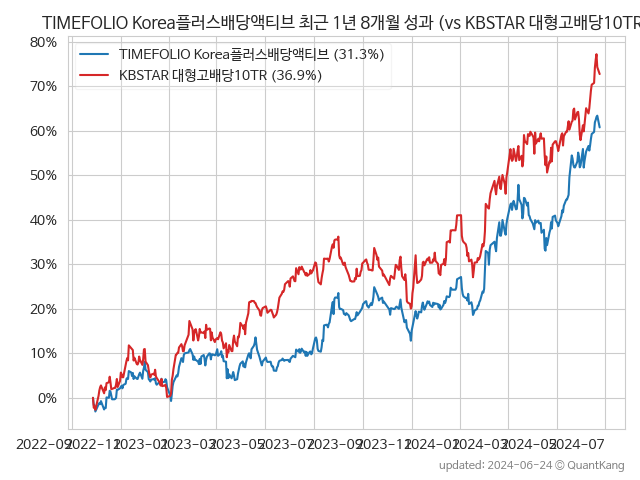 TIMEFOLIO Korea플러스배당액티브 최근 1년 8개월 성과 (vs KBSTAR 대형고배당10TR
80%
70%
60%
50%
40%
30%
20%
10%
0%
TIMEFOLIO Korea플러스배당액티브 (31.3%)
KBSTAR 대형고배당10TR (36.9%)
2022-09 2022-11 2023-01 2023-03 2023-05 2023-07 2023-09 2023-11 2024-01 2024-03 2024-05 2024-07
updated: 2024-06-24 © QuantKang